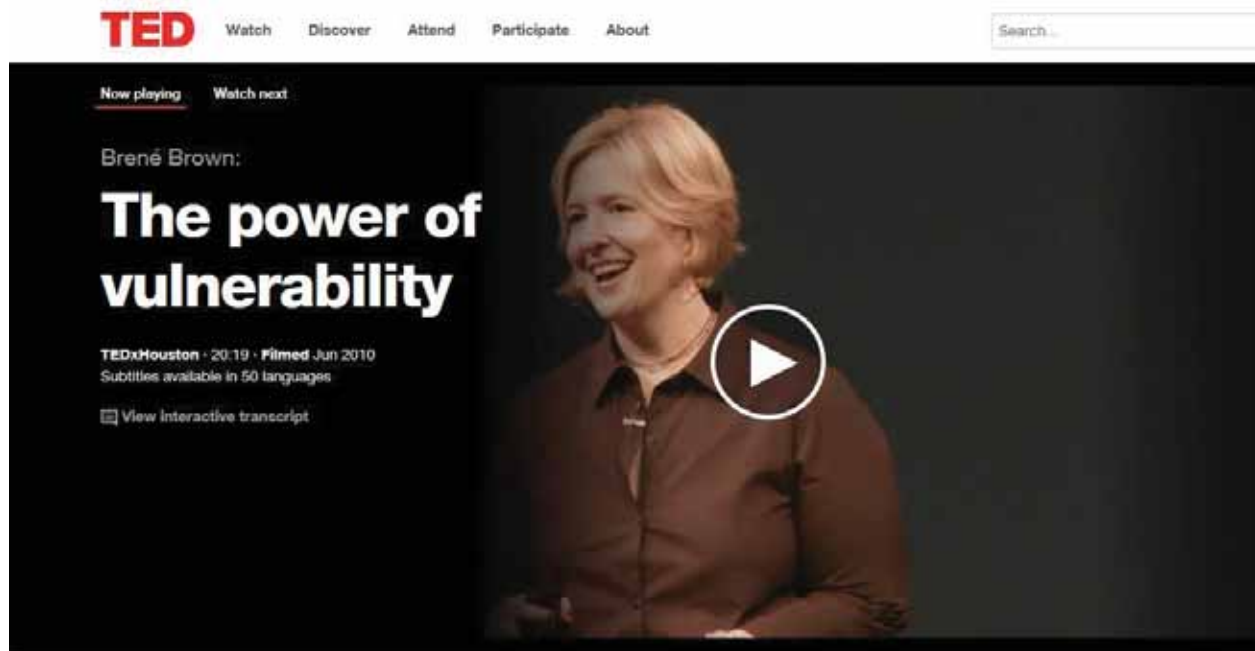 TED
Watch Discover Attend Participate About
Search...
Now playing Watch next
Brené Brown:
The power of
vulnerability
TEDxHouston · 20:19 · Filmed Jun 2010
Subtitles available in 50 languages
View interactive transcript